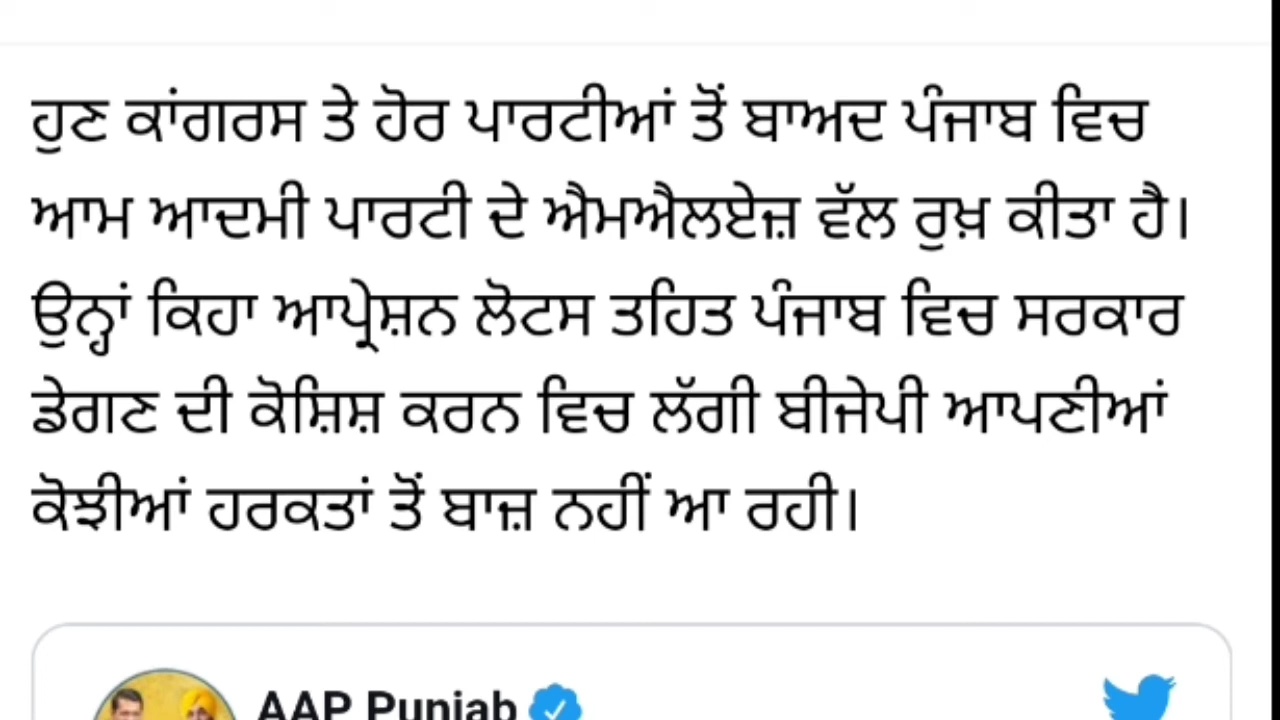 ਹੁਣ ਕਾਂਗਰਸ ਤੇ ਹੋਰ ਪਾਰਟੀਆਂ ਤੋਂ ਬਾਅਦ ਪੰਜਾਬ ਵਿਚ
ਆਮ ਆਦਮੀ ਪਾਰਟੀ ਦੇ ਐਮਐਲਏਜ਼ ਵੱਲ ਰੁਖ਼ ਕੀਤਾ ਹੈ।
ਉਨ੍ਹਾਂ ਕਿਹਾ ਆਪ੍ਰੇਸ਼ਨ ਲੋਟਸ ਤਹਿਤ ਪੰਜਾਬ ਵਿਚ ਸਰਕਾਰ
ਡੇਗਣ ਦੀ ਕੋਸ਼ਿਸ਼ ਕਰਨ ਵਿਚ ਲੱਗੀ ਬੀਜੇਪੀ ਆਪਣੀਆਂ
ਕੋਝੀਆਂ ਹਰਕਤਾਂ ਤੋਂ ਬਾਜ਼ ਨਹੀਂ ਆ ਰਹੀ।
AAP Punjab